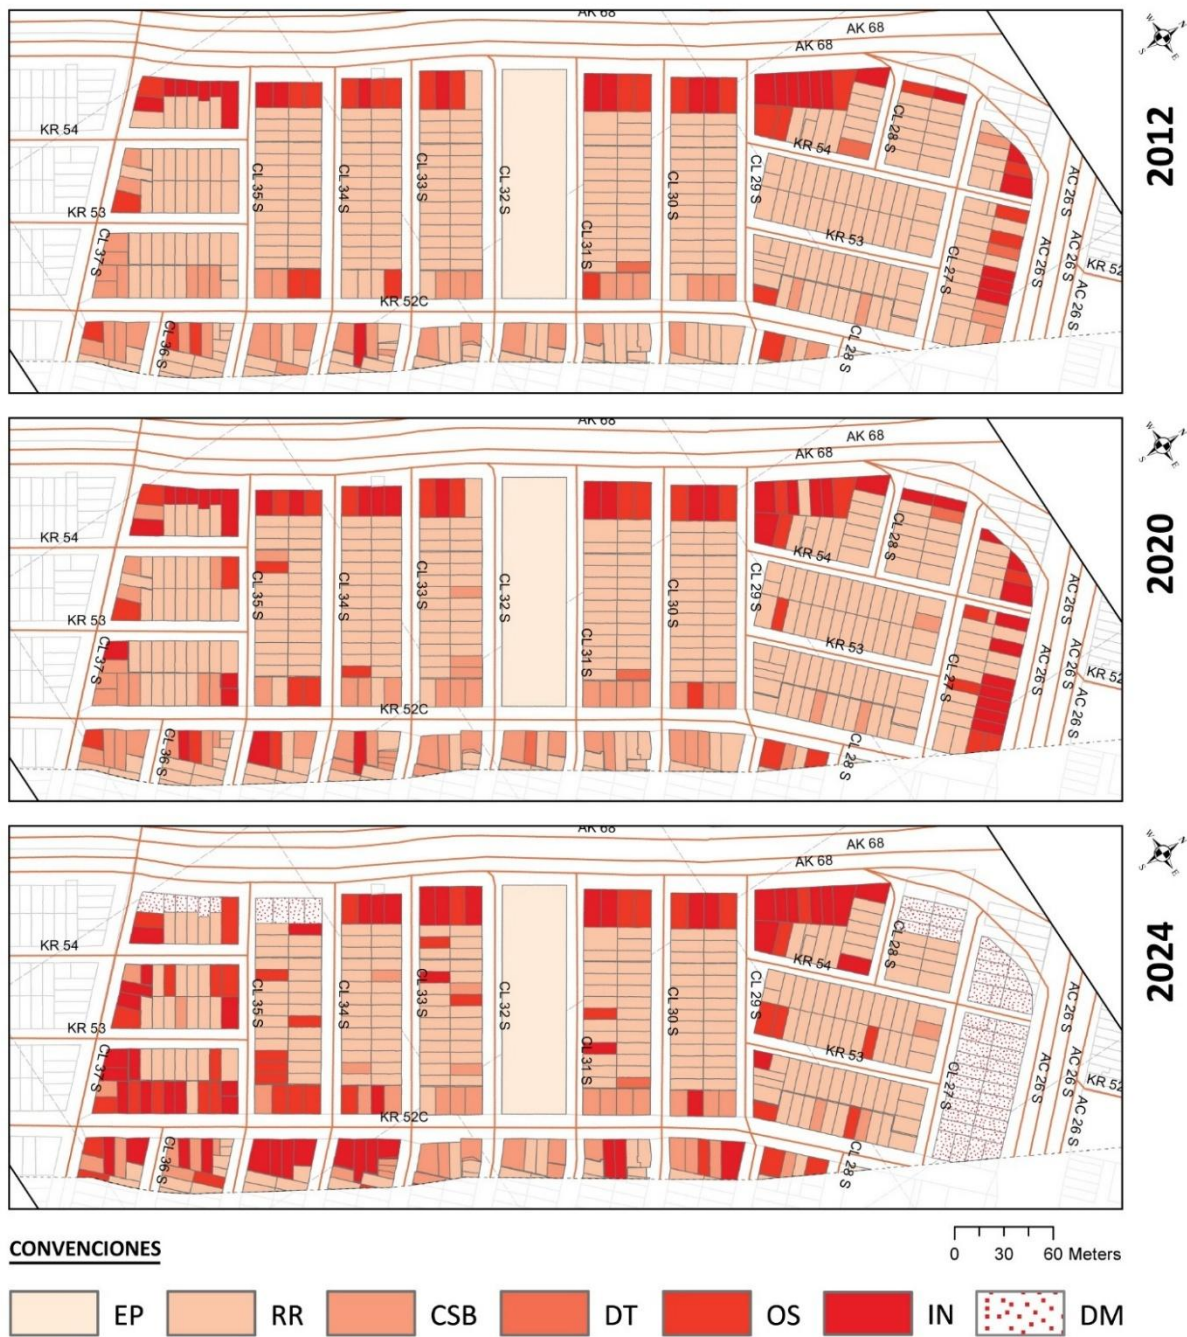 AK 68
AK 68
AK 68
KR 54
KR 53
CL 37 S
CL 36 S
CL 35 S
CL 34 S
CL 33 S
CL 32 S
CL 31 S
CL 30 S
CL 29 S
CL 28 S
KR 54
KR 53
CL 27 S
KR 52C
CL 28 S
AC 26 S
AC 26 S
AC 26 S
AC 26 S
KR 52
W
N
S
E
2012
AK 68
AK 68
AK 68
KR 54
KR 53
CL 37 S
CL 36 S
CL 35 S
CL 34 S
CL 33 S
CL 32 S
CL 31 S
CL 30 S
CL 29 S
CL 28 S
KR 54
KR 53
CL 27 S
KR 52C
CL 28 S
AC 26 S
AC 26 S
AC 26 S
AC 26 S
KR 52
W
N
S
E
2020
AK 68
AK 68
AK 68
KR 54
KR 53
CL 37 S
CL 36 S
CL 35 S
CL 34 S
CL 33 S
CL 32 S
CL 31 S
CL 30 S
CL 29 S
CL 28 S
KR 54
KR 53
CL 27 S
KR 52C
CL 28 S
AC 26 S
AC 26 S
AC 26 S
AC 26 S
KR 52
W
N
S
E
2024
CONVENCIONES
0 30 60 Meters
EP RR CSB DT OS IN DM